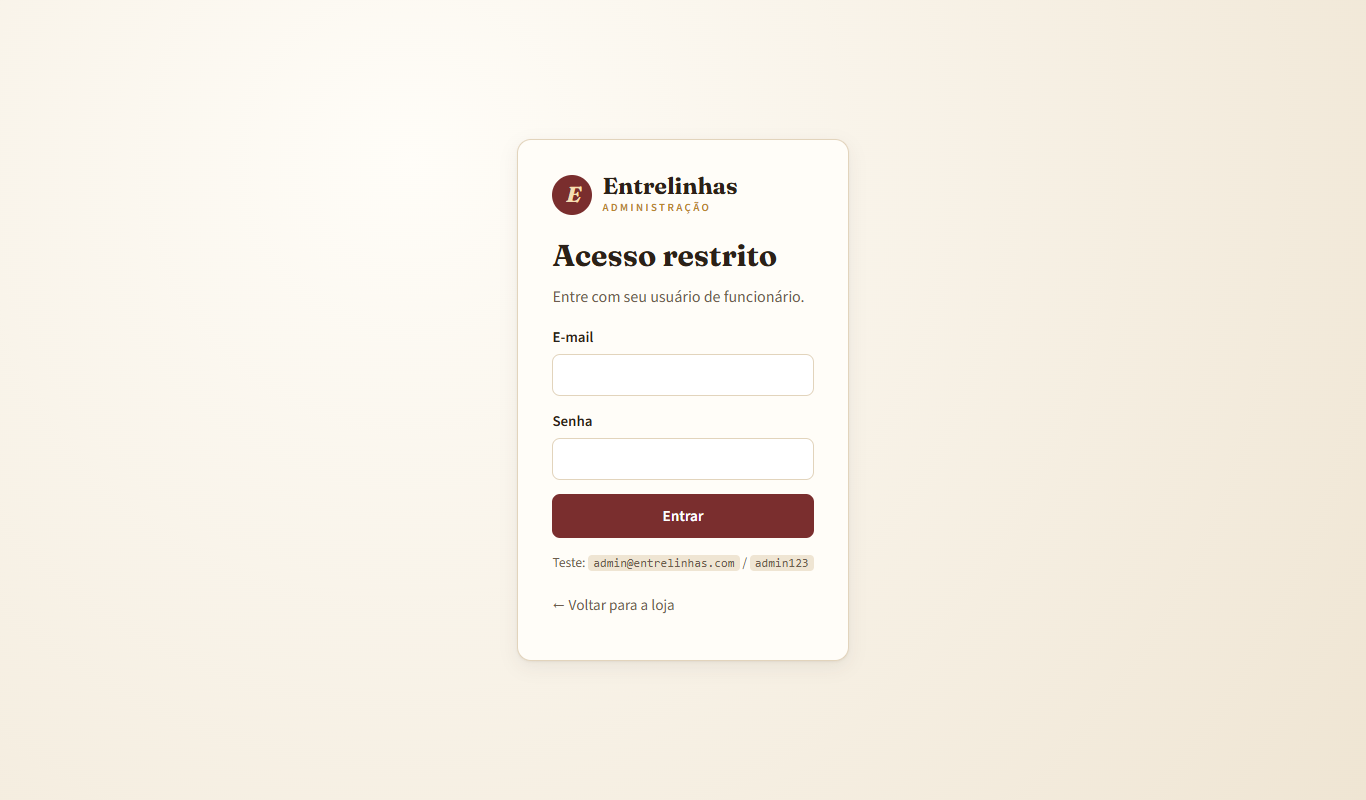 E
Entrelinhas
ADMINISTRAÇÃO
Acesso restrito
Entre com seu usuário de funcionário.
E-mail
Senha
Entrar
Teste: admin@entrelinhas.com / admin123
← Voltar para a loja